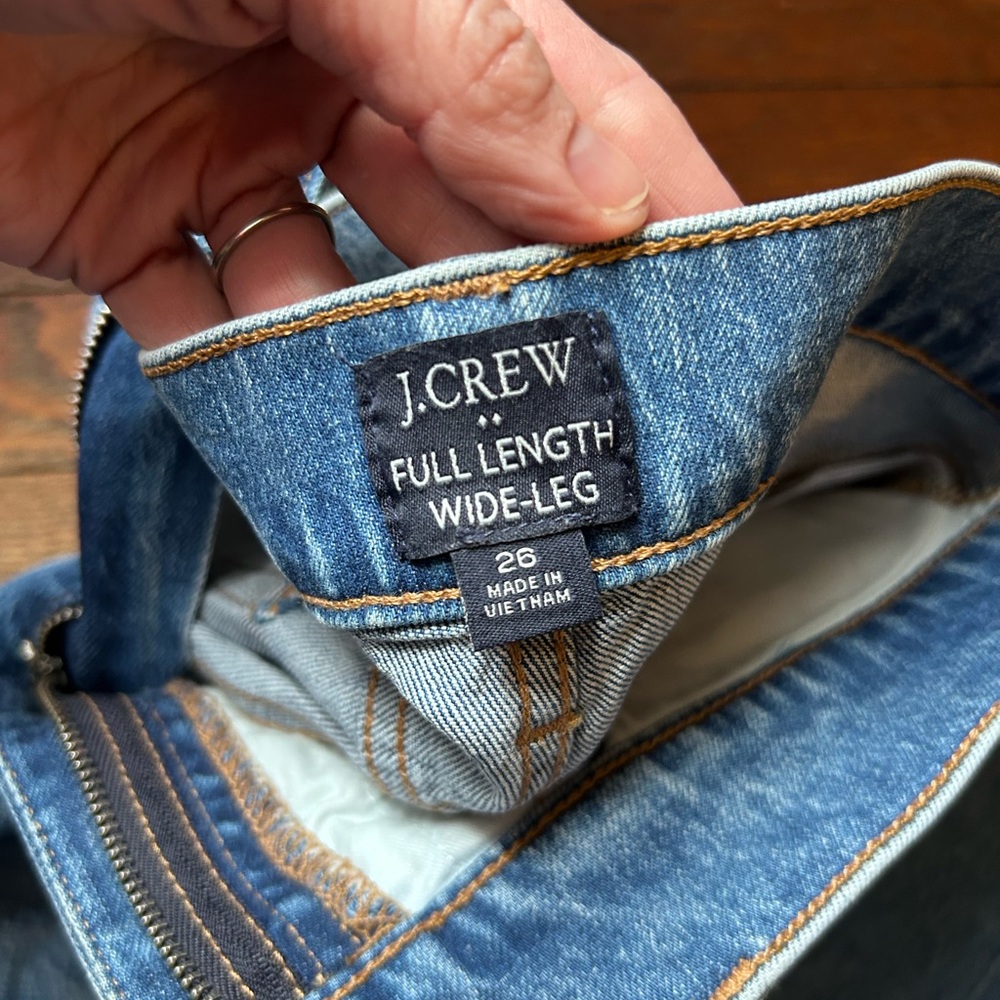 J.CREW
FULL LENGTH
WIDE-LEG
26
MADE IN
VIETNAM